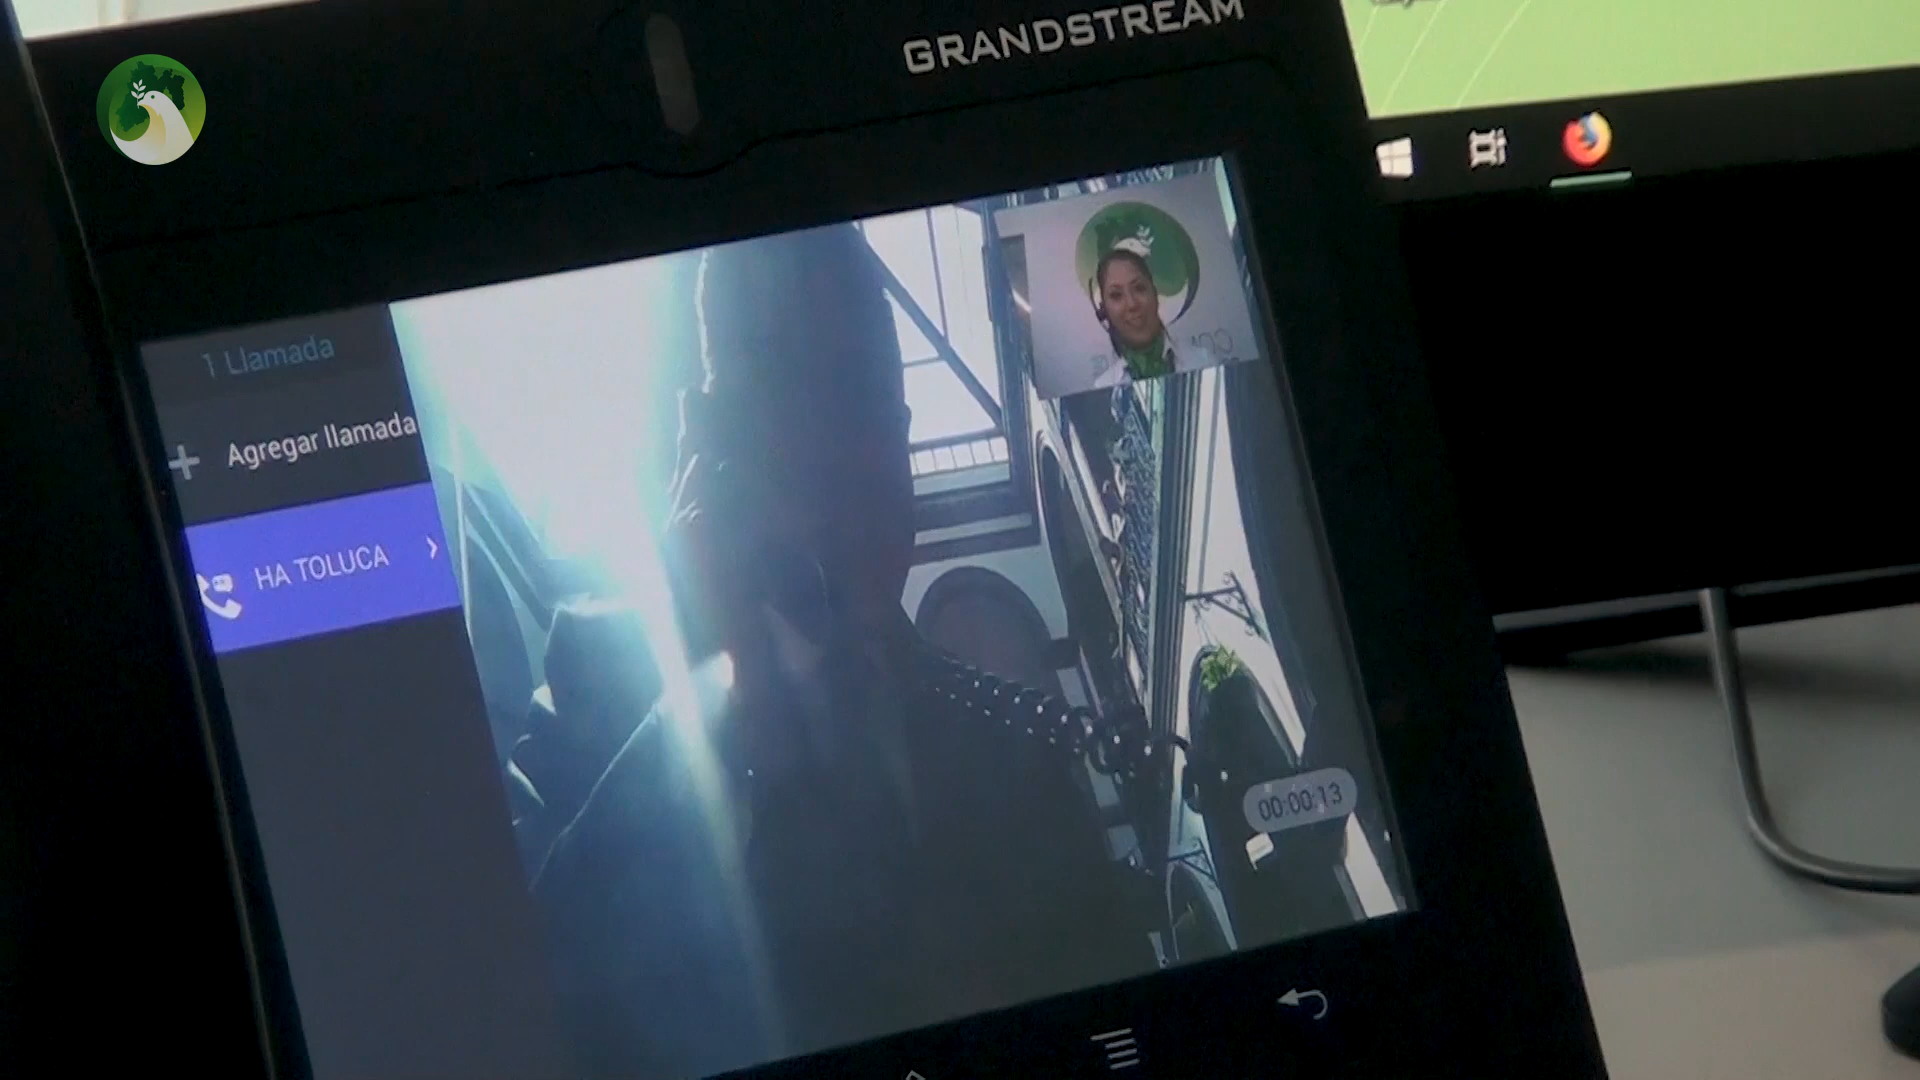 GRANDSTREAM
1 Llamada
+ Agregar llamada
HA TOLUCA >
00:00:13